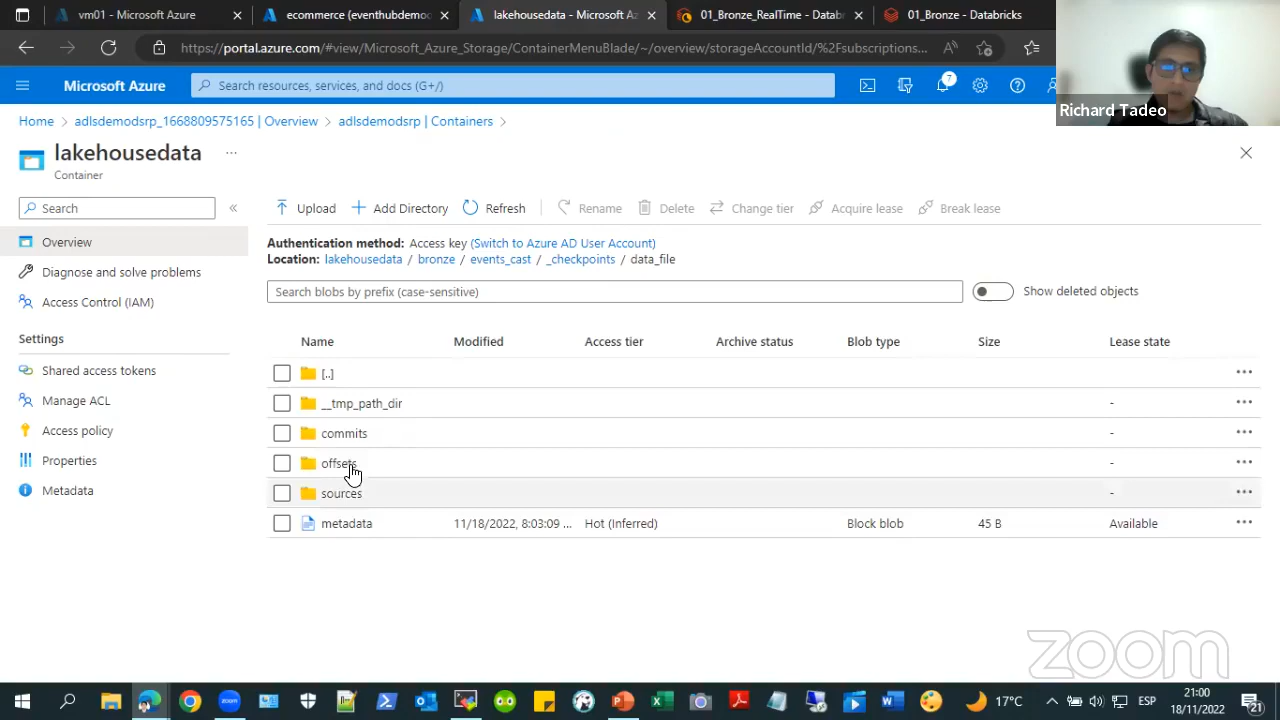 vm01 - Microsoft Azure
ecommerce (eventhubdemo
lakehousedata - Microsoft Az
01_Bronze_RealTime - Datab
01_Bronze - Databricks
https://portal.azure.com/#view/Microsoft_Azure_Storage/ContainerMenuBlade/~/overview/storageAccountId/%2Fsubscriptions...
Microsoft Azure
Search resources, services, and docs (G+/)
7
Richard Tadeo
Home > adlsdemodsrp_1668809575165 | Overview > adlsdemodsrp | Containers >
lakehousedata ...
Container
Search
Upload
Add Directory
Refresh
Rename
Delete
Change tier
Acquire lease
Break lease
Overview
Diagnose and solve problems
Access Control (IAM)
Settings
Shared access tokens
Manage ACL
Access policy
Properties
Metadata
Authentication method: Access key (Switch to Azure AD User Account)
Location: lakehousedata / bronze / events_cast / _checkpoints / data_file
Search blobs by prefix (case-sensitive)
Show deleted objects
Name Modified Access tier Archive status Blob type Size Lease state
[..]
__tmp_path_dir -
commits -
offsets -
sources -
metadata 11/18/2022, 8:03:09 ... Hot (Inferred) Block blob 45 B Available
zoom
zoom
17°C
ESP
21:00
18/11/2022
21